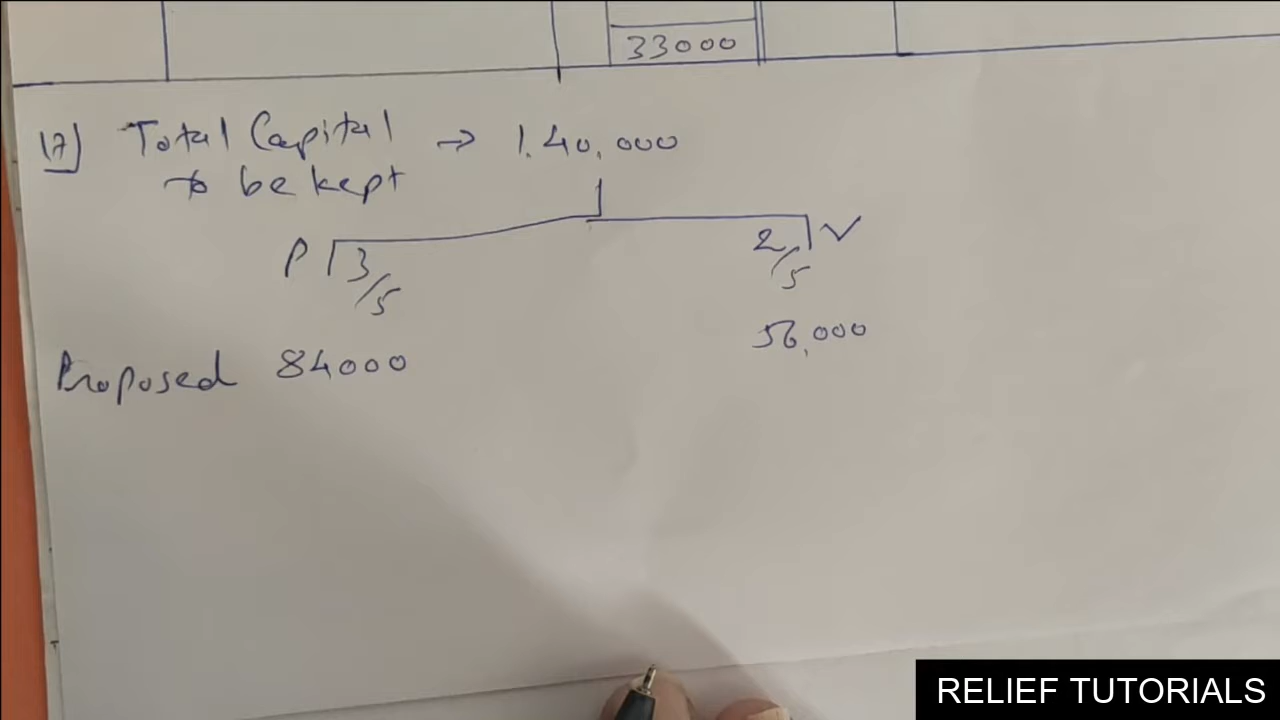 33000
17] Total Capital → 1.40,000
to be kept
P 3/5 2/5 V
Proposed 84000 56,000
RELIEF TUTORIALS